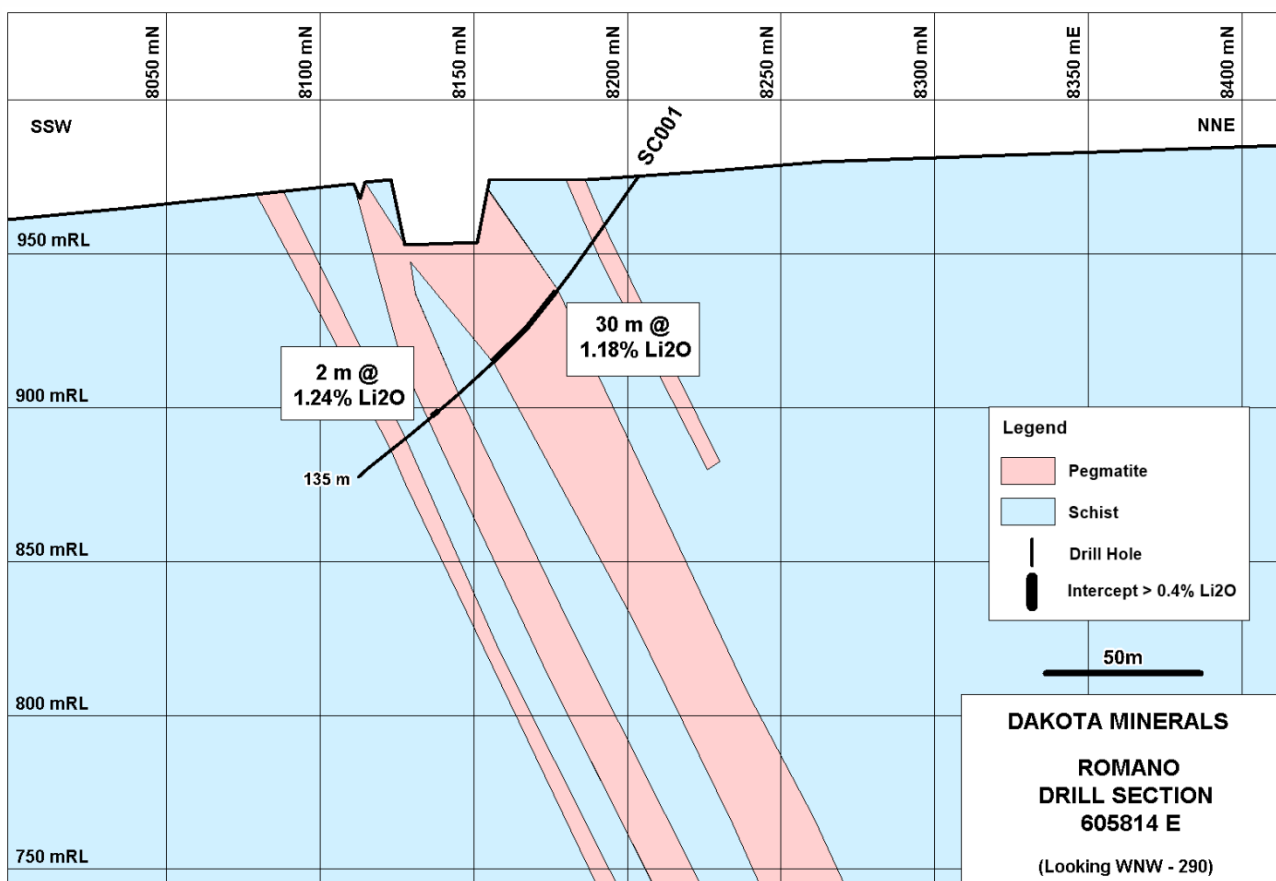 8050 mN
8100 mN
8150 mN
8200 mN
8250 mN
8300 mN
8350 mE
8400 mN
SSW
SC001
NNE
950 mRL
30 m @
1.18% Li2O
2 m @
1.24% Li2O
900 mRL
135 m
Legend
Pegmatite
Schist
Drill Hole
Intercept > 0.4% Li2O
850 mRL
50m
800 mRL
DAKOTA MINERALS
ROMANO
DRILL SECTION
605814 E
(Looking WNW - 290)
750 mRL